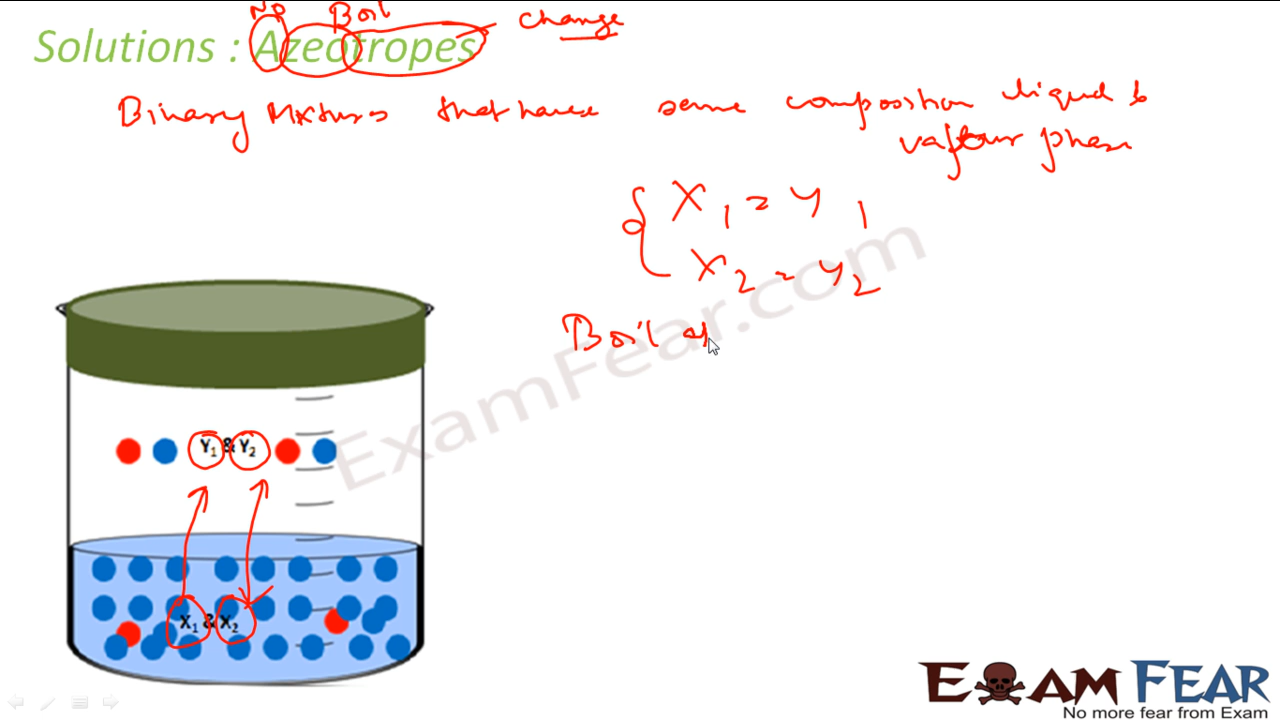 No Boil change
Solutions : Azeotropes
Binary Mixtures that have same composition liquid &
vapour phase
X1 = Y1
X2 = Y2
Boil at
Y1 & Y2
X1 & X2
ExamFear.com
EXAM FEAR
No more fear from Exam